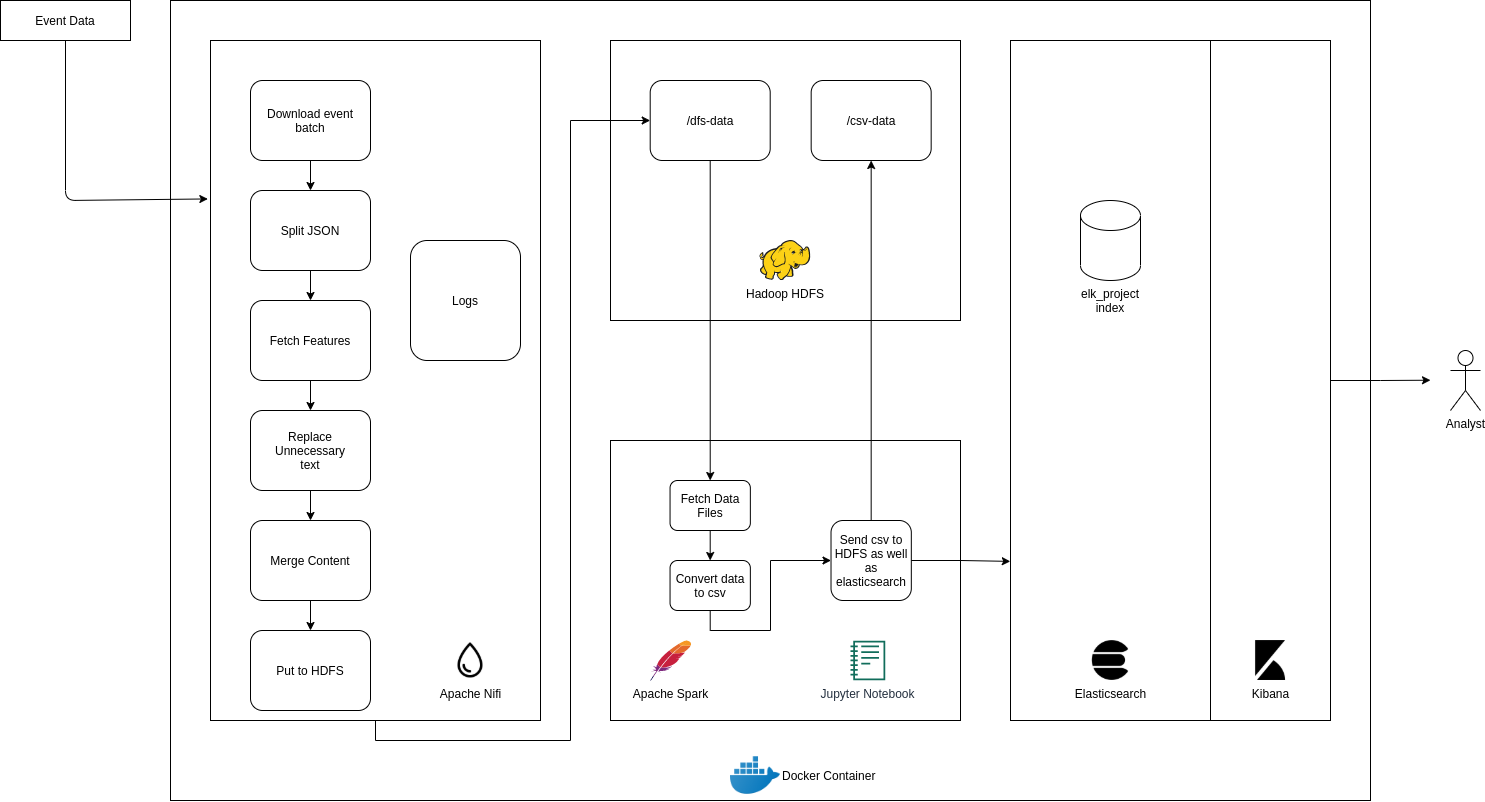 Event Data
Download event
batch
Split JSON
Fetch Features
Replace
Unnecessary
text
Merge Content
Put to HDFS
Logs
Apache Nifi
/dfs-data
/csv-data
Hadoop HDFS
Fetch Data
Files
Convert data
to csv
Send csv to
HDFS as well
as
elasticsearch
Apache Spark
Jupyter Notebook
elk_project
index
Elasticsearch
Kibana
Analyst
Docker Container